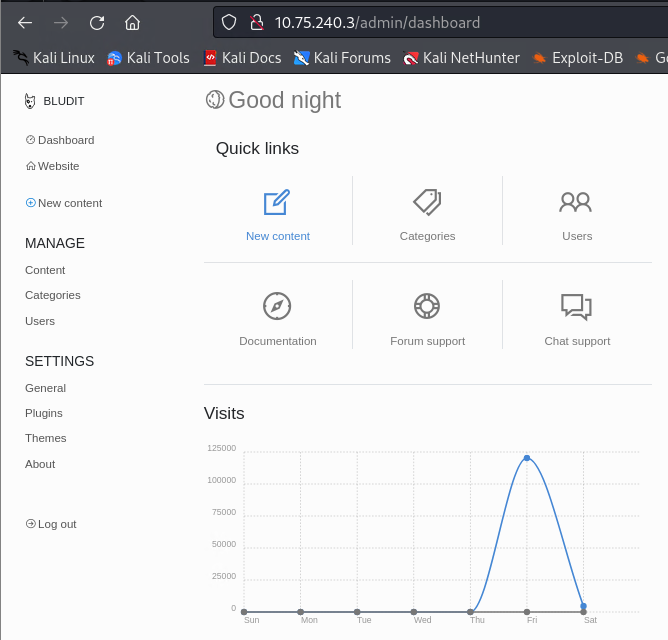 10.75.240.3/admin/dashboard
Kali Linux Kali Tools Kali Docs Kali Forums Kali NetHunter Exploit-DB
BLUDIT
Dashboard
Website
New content
MANAGE
Content
Categories
Users
SETTINGS
General
Plugins
Themes
About
Log out
Good night
Quick links
New content Categories Users
Documentation Forum support Chat support
Visits
125000
100000
75000
50000
25000
0
Sun Mon Tue Wed Thu Fri Sat